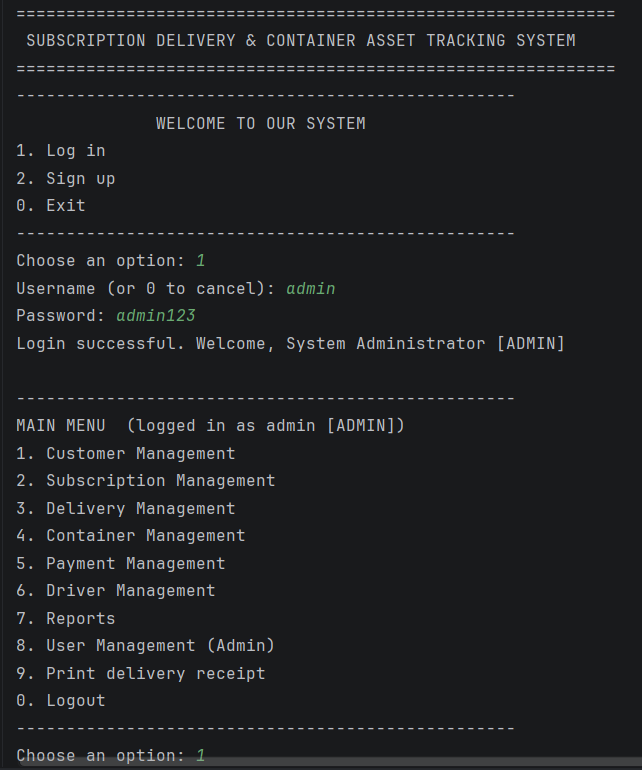 ============================================================
SUBSCRIPTION DELIVERY & CONTAINER ASSET TRACKING SYSTEM
============================================================
--------------------------------------------------
WELCOME TO OUR SYSTEM
1. Log in
2. Sign up
0. Exit
--------------------------------------------------
Choose an option: 1
Username (or 0 to cancel): admin
Password: admin123
Login successful. Welcome, System Administrator [ADMIN]
--------------------------------------------------
MAIN MENU  (logged in as admin [ADMIN])
1. Customer Management
2. Subscription Management
3. Delivery Management
4. Container Management
5. Payment Management
6. Driver Management
7. Reports
8. User Management (Admin)
9. Print delivery receipt
0. Logout
--------------------------------------------------
Choose an option: 1